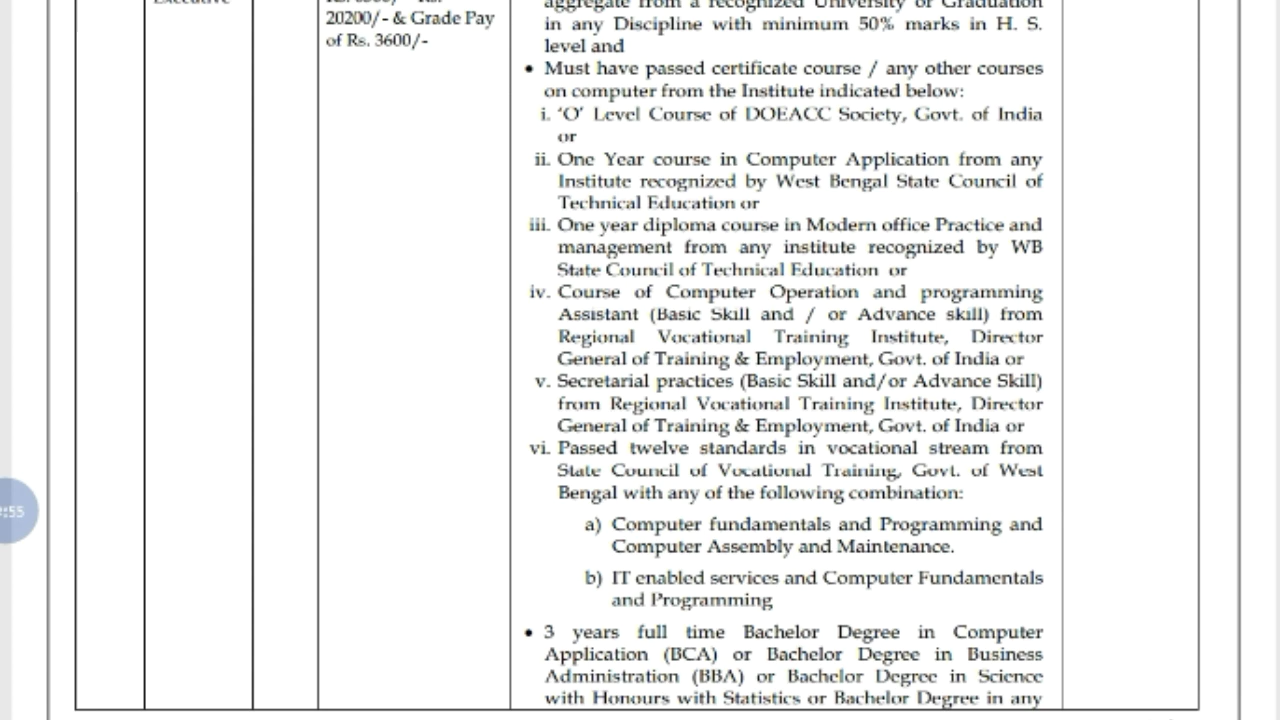 Executive
20200/- & Grade Pay
of Rs. 3600/-
aggregate from a recognized University or Graduation
in any Discipline with minimum 50% marks in H. S.
level and
• Must have passed certificate course / any other courses
on computer from the Institute indicated below:
i. 'O' Level Course of DOEACC Society, Govt. of India
or
ii. One Year course in Computer Application from any
Institute recognized by West Bengal State Council of
Technical Education or
iii. One year diploma course in Modern office Practice and
management from any institute recognized by WB
State Council of Technical Education or
iv. Course of Computer Operation and programming
Assistant (Basic Skill and / or Advance skill) from
Regional Vocational Training Institute, Director
General of Training & Employment, Govt. of India or
v. Secretarial practices (Basic Skill and/or Advance Skill)
from Regional Vocational Training Institute, Director
General of Training & Employment, Govt. of India or
vi. Passed twelve standards in vocational stream from
State Council of Vocational Training, Govt. of West
Bengal with any of the following combination:
a) Computer fundamentals and Programming and
Computer Assembly and Maintenance.
b) IT enabled services and Computer Fundamentals
and Programming
• 3 years full time Bachelor Degree in Computer
Application (BCA) or Bachelor Degree in Business
Administration (BBA) or Bachelor Degree in Science
with Honours with Statistics or Bachelor Degree in any
:55